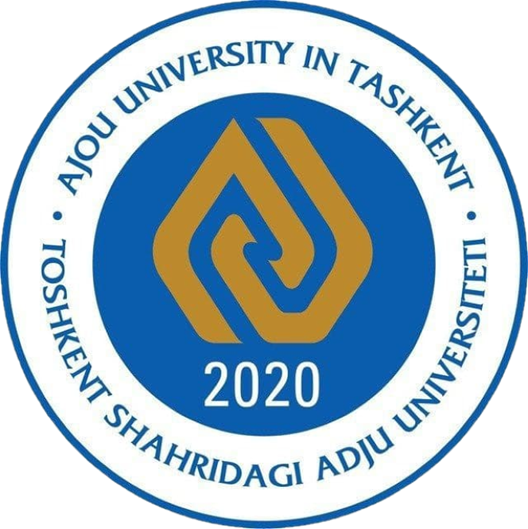 AJOU UNIVERSITY IN TASHKENT
2020
TOSHKENT SHAHRIDAGI ADJU UNIVERSITETI